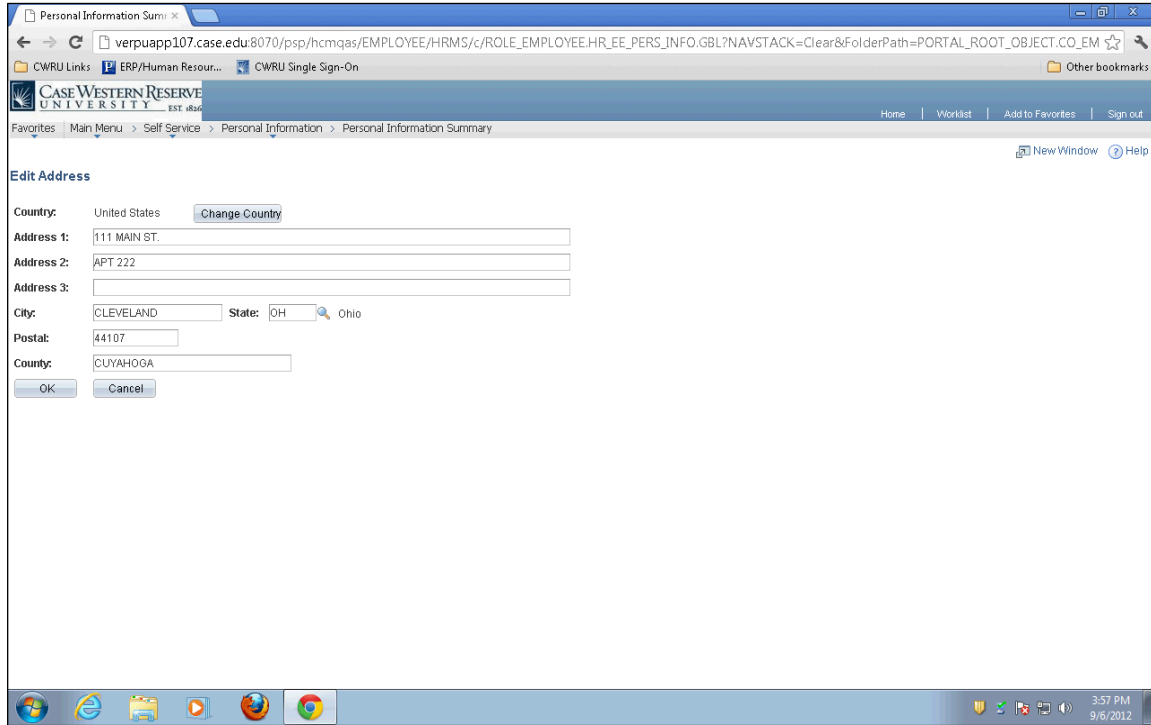 Personal Information Summ
verpuapp107.case.edu:8070/psp/hcmqas/EMPLOYEE/HRMS/c/ROLE_EMPLOYEE.HR_EE_PERS_INFO.GBL?NAVSTACK=Clear&FolderPath=PORTAL_ROOT_OBJECT.CO_EM
CWRU Links ERP/Human Resour... CWRU Single Sign-On Other bookmarks
CASE WESTERN RESERVE
UNIVERSITY EST. 1826
Home | Worklist | Add to Favorites | Sign out
Favorites Main Menu > Self Service > Personal Information > Personal Information Summary
New Window ? Help
Edit Address
Country: United States Change Country
Address 1: 111 MAIN ST.
Address 2: APT 222
Address 3:
City: CLEVELAND State: OH Ohio
Postal: 44107
County: CUYAHOGA
OK Cancel
3:57 PM
9/6/2012